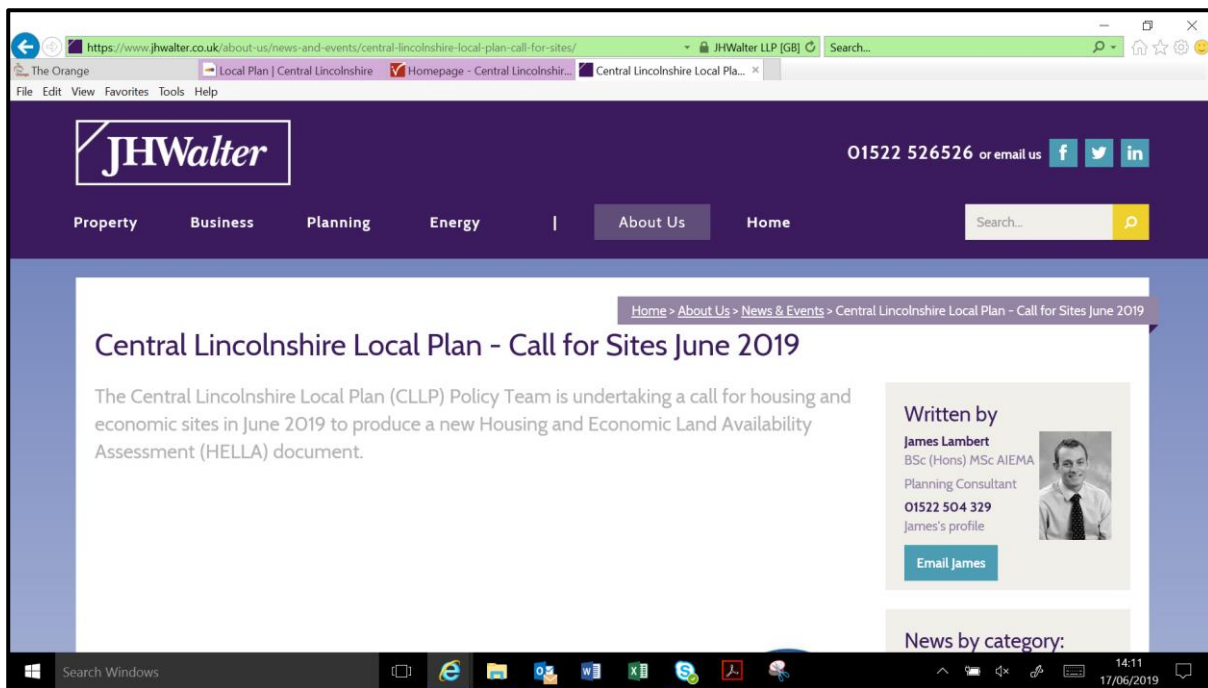 https://www.jhwalter.co.uk/about-us/news-and-events/central-lincolnshire-local-plan-call-for-sites/ JHWalter LLP [GB] Search...
The Orange Local Plan | Central Lincolnshire Homepage - Central Lincolnshir... Central Lincolnshire Local Pla...
File Edit View Favorites Tools Help
JHWalter
01522 526526 or email us
Property Business Planning Energy | About Us Home Search...
Home > About Us > News & Events > Central Lincolnshire Local Plan - Call for Sites June 2019
Central Lincolnshire Local Plan - Call for Sites June 2019
The Central Lincolnshire Local Plan (CLLP) Policy Team is undertaking a call for housing and
economic sites in June 2019 to produce a new Housing and Economic Land Availability
Assessment (HELLA) document.
Written by
James Lambert
BSc (Hons) MSc AIEMA
Planning Consultant
01522 504 329
James's profile
Email James
News by category:
Search Windows
14:11
17/06/2019